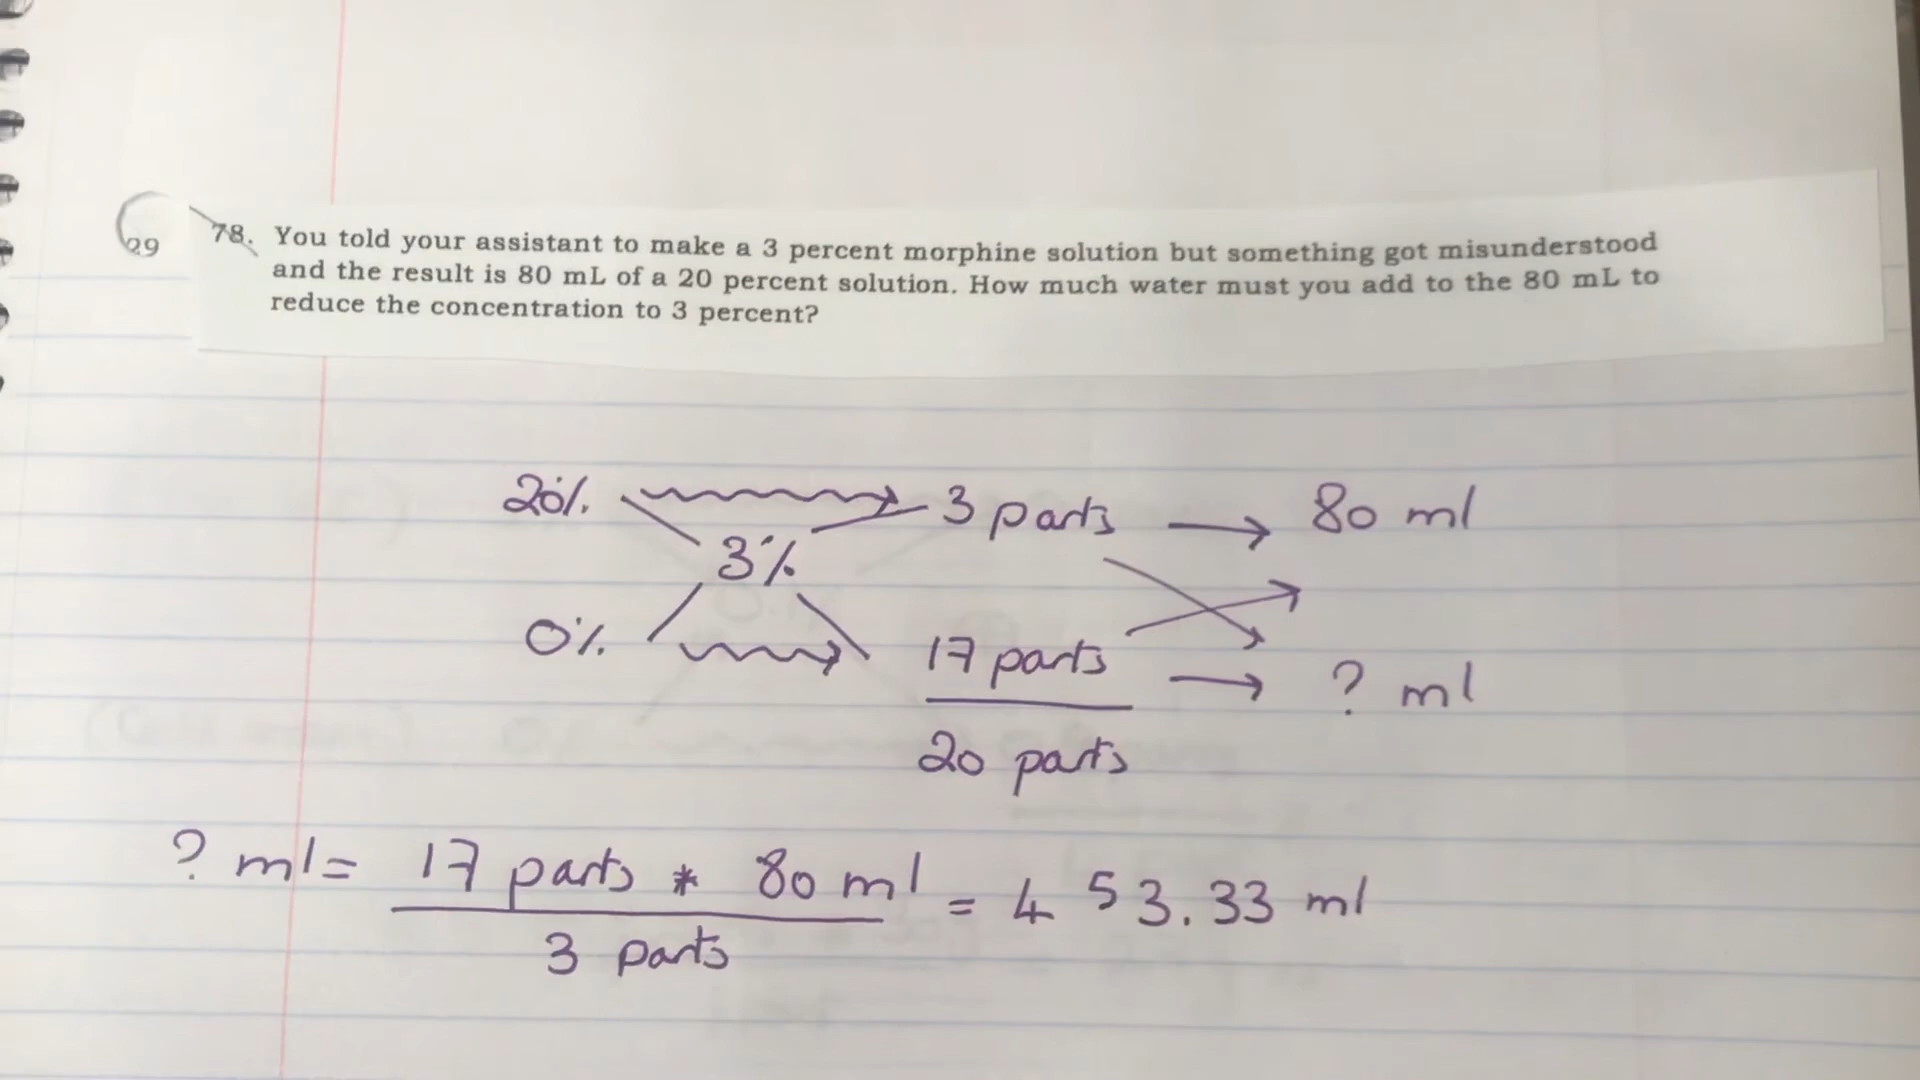 29 78. You told your assistant to make a 3 percent morphine solution but something got misunderstood
and the result is 80 mL of a 20 percent solution. How much water must you add to the 80 mL to
reduce the concentration to 3 percent?
20% 3 parts → 80 ml
3%
0% 17 parts → ? ml
20 parts
? ml = 17 parts * 80 ml = 453.33 ml
3 parts